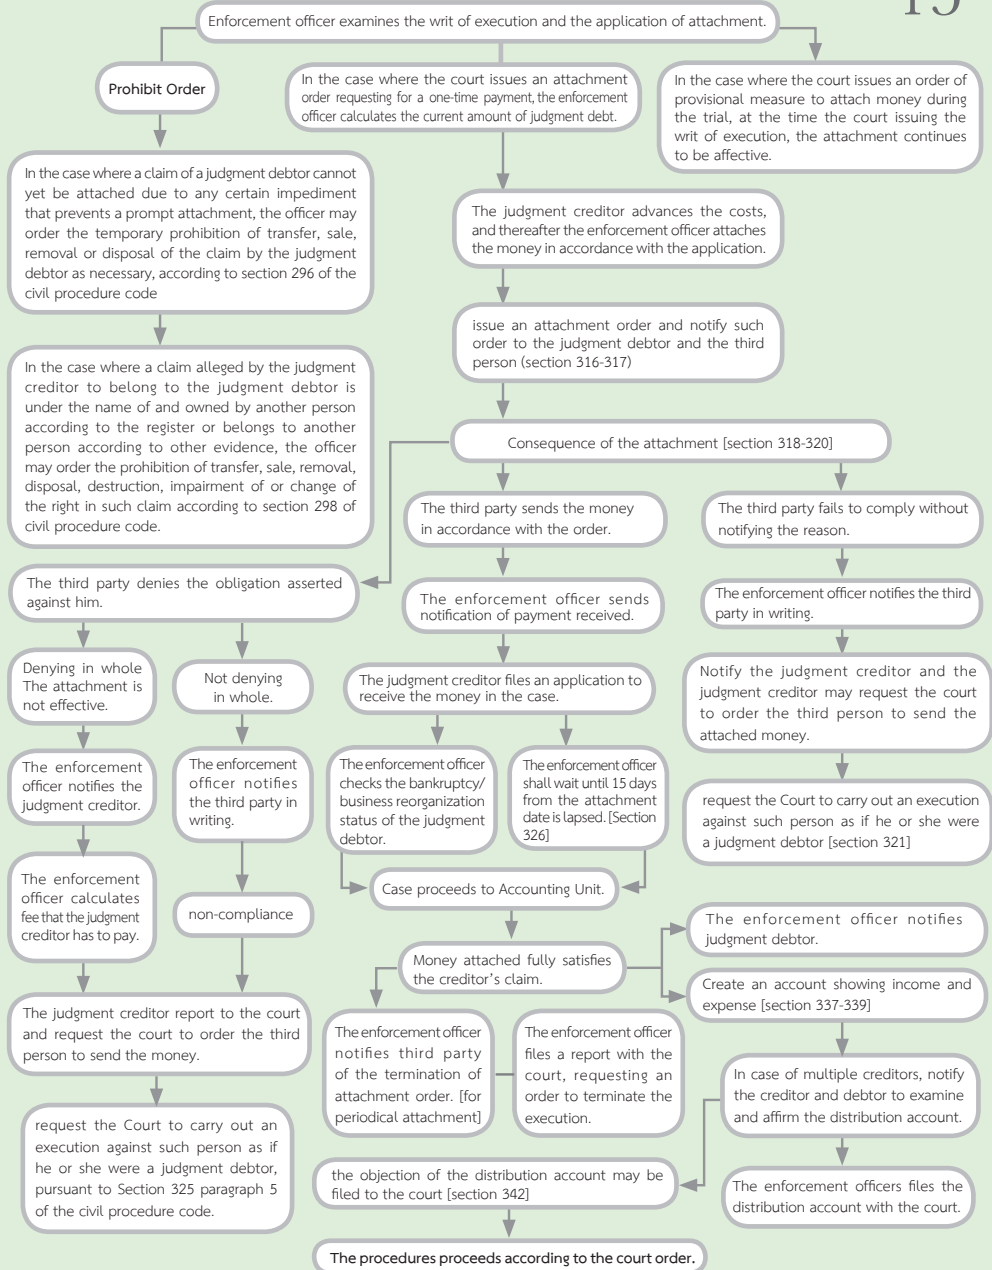 15
Enforcement officer examines the writ of execution and the application of attachment.
Prohibit Order
In the case where the court issues an attachment
order requesting for a one-time payment, the enforcement
officer calculates the current amount of judgment debt.
In the case where the court issues an order of
provisional measure to attach money during
the trial, at the time the court issuing the
writ of execution, the attachment continues
to be affective.
In the case where a claim of a judgment debtor cannot
yet be attached due to any certain impediment
that prevents a prompt attachment, the officer may
order the temporary prohibition of transfer, sale,
removal or disposal of the claim by the judgment
debtor as necessary, according to section 296 of the
civil procedure code
The judgment creditor advances the costs,
and thereafter the enforcement officer attaches
the money in accordance with the application.
issue an attachment order and notify such
order to the judgment debtor and the third
person (section 316-317)
In the case where a claim alleged by the judgment
creditor to belong to the judgment debtor is
under the name of and owned by another person
according to the register or belongs to another
person according to other evidence, the officer
may order the prohibition of transfer, sale, removal,
disposal, destruction, impairment of or change of
the right in such claim according to section 298 of
civil procedure code.
Consequence of the attachment [section 318-320]
The third party sends the money
in accordance with the order.
The third party fails to comply without
notifying the reason.
The third party denies the obligation asserted
against him.
The enforcement officer sends
notification of payment received.
The enforcement officer notifies the third
party in writing.
Denying in whole
The attachment is
not effective.
Not denying
in whole.
The judgment creditor files an application to
receive the money in the case.
Notify the judgment creditor and the
judgment creditor may request the court
to order the third person to send the
attached money.
The enforcement
officer notifies the
judgment creditor.
The enforcement
officer notifies
the third party in
writing.
The enforcement officer
checks the bankruptcy/
business reorganization
status of the judgment
debtor.
The enforcement officer
shall wait until 15 days
from the attachment
date is lapsed. [Section
326]
request the Court to carry out an execution
against such person as if he or she were
a judgment debtor [section 321]
The enforcement
officer calculates
fee that the judgment
creditor has to pay.
non-compliance
Case proceeds to Accounting Unit.
The enforcement officer notifies
judgment debtor.
Money attached fully satisfies
the creditor's claim.
Create an account showing income and
expense [section 337-339]
The judgment creditor report to the court
and request the court to order the third
person to send the money.
The enforcement officer
notifies third party
of the termination of
attachment order. [for
periodical attachment]
The enforcement officer
files a report with the
court, requesting an
order to terminate the
execution.
In case of multiple creditors, notify
the creditor and debtor to examine
and affirm the distribution account.
request the Court to carry out an
execution against such person as if
he or she were a judgment debtor,
pursuant to Section 325 paragraph 5
of the civil procedure code.
the objection of the distribution account may be
filed to the court [section 342]
The enforcement officers files the
distribution account with the court.
The procedures proceeds according to the court order.